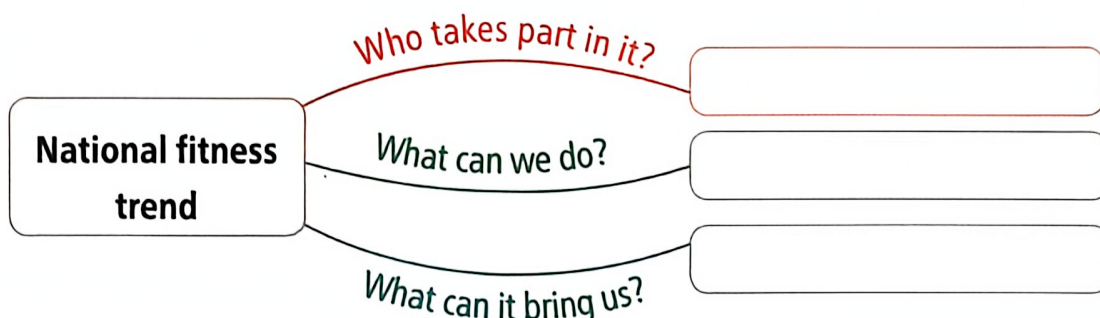 Who takes part in it?
National fitness
trend
What can we do?
What can it bring us?